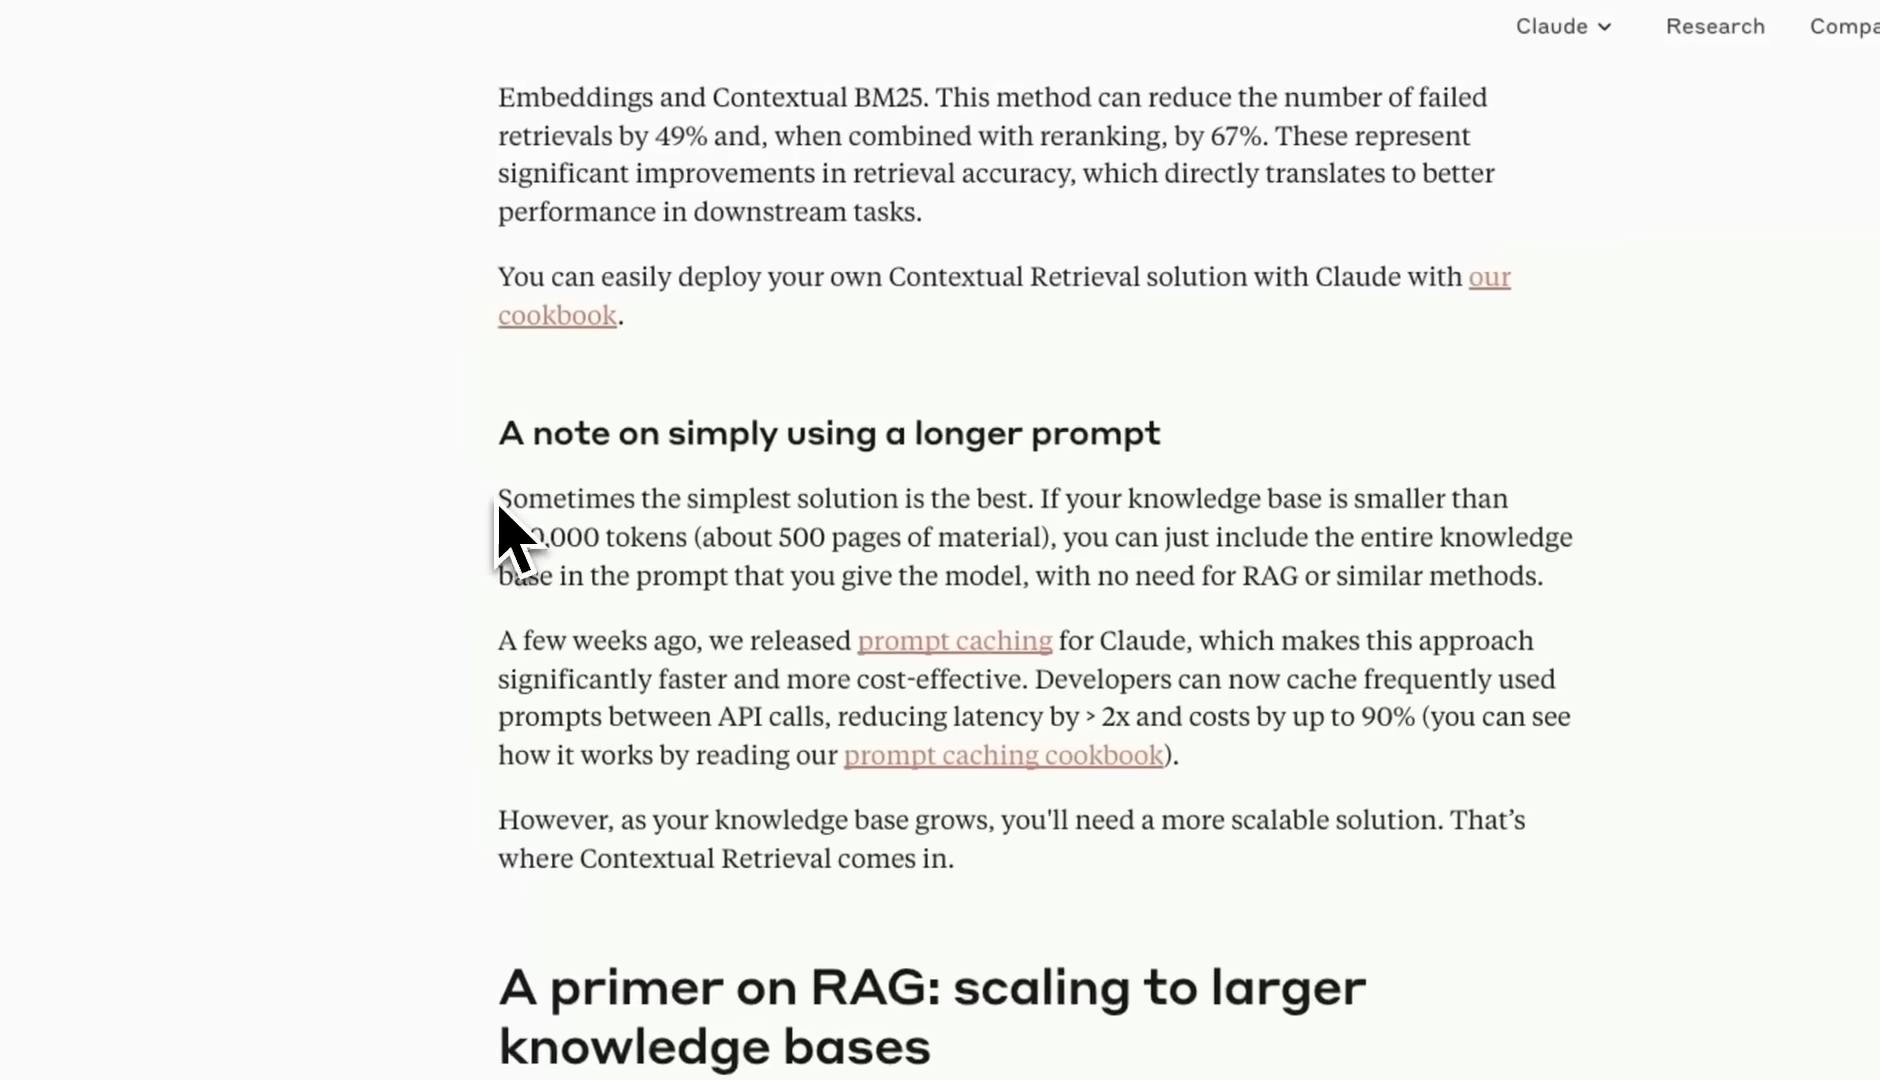 Claude Research
Embeddings and Contextual BM25. This method can reduce the number of failed
retrievals by 49% and, when combined with reranking, by 67%. These represent
significant improvements in retrieval accuracy, which directly translates to better
performance in downstream tasks.
You can easily deploy your own Contextual Retrieval solution with Claude with our
cookbook.
A note on simply using a longer prompt
Sometimes the simplest solution is the best. If your knowledge base is smaller than
tokens (about 500 pages of material), you can just include the entire knowledge
base in the prompt that you give the model, with no need for RAG or similar methods.
A few weeks ago, we released prompt caching for Claude, which makes this approach
significantly faster and more cost-effective. Developers can now cache frequently used
prompts between API calls, reducing latency by > 2x and costs by up to 90% (you can see
how it works by reading our prompt caching cookbook).
However, as your knowledge base grows, you'll need a more scalable solution. That’s
where Contextual Retrieval comes in.
A primer on RAG: scaling to larger
knowledge bases